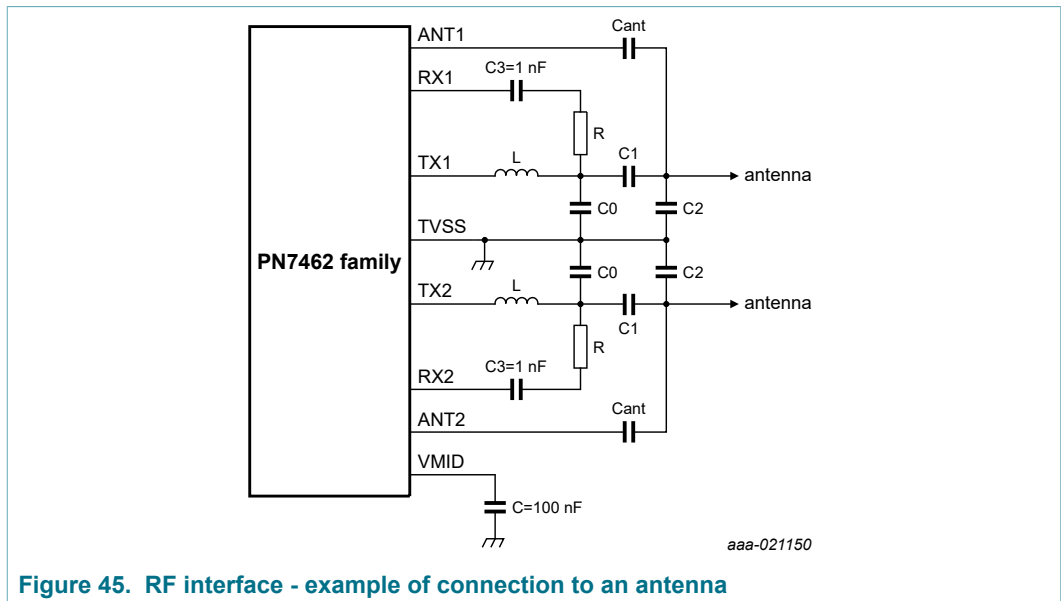 ANT1
Cant
C3=1 nF
RX1
R
L
C1
TX1
antenna
C0
C2
TVSS
PN7462 family
C0
C2
L
TX2
antenna
C1
R
C3=1 nF
RX2
Cant
ANT2
VMID
C=100 nF
aaa-021150
Figure 45. RF interface - example of connection to an antenna